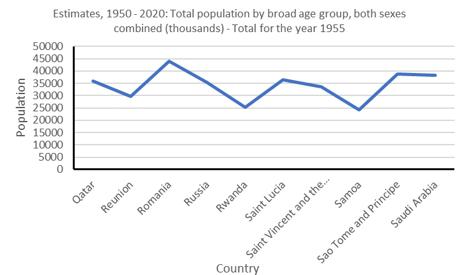 Estimates, 1950 - 2020: Total population by broad age group, both sexes
combined (thousands) - Total for the year 1955
50000
45000
40000
35000
30000
25000
20000
15000
10000
5000
0
Population
Qatar
Reunion
Romania
Russia
Rwanda
Saint Lucia
Saint Vincent and the...
Samoa
Sao Tome and Principe
Saudi Arabia
Country